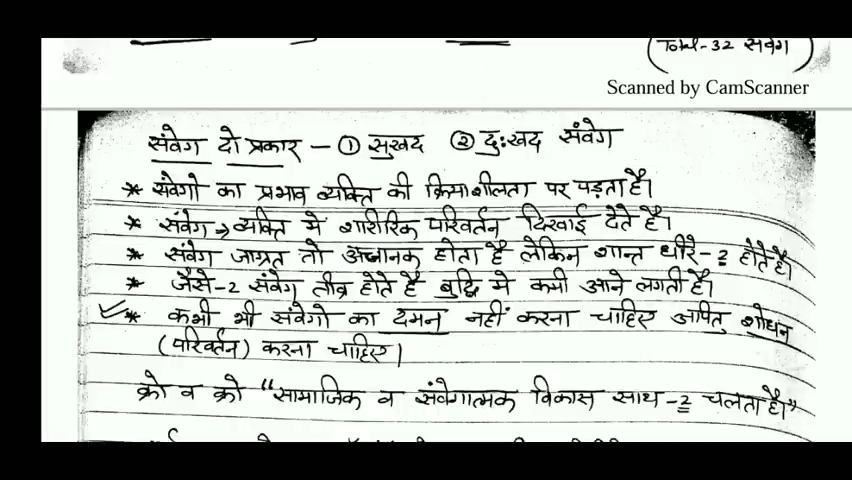 (Total-32 संवेग)
Scanned by CamScanner
संवेग दो प्रकार - ① सुखद ② दुःखद संवेग
* संवेगो का प्रभाव व्यक्ति की क्रियाशीलता पर पड़ता है।
* संवेग → व्यक्ति मे शारीरिक परिवर्तन दिखाई देते है।
* संवेग जाग्रत तो अचानक होता है लेकिन शान्त धीरे-2 होते है।
* जैसे-2 संवेग तीव्र होते है बुद्धि मे कमी आने लगती है।
* कभी भी संवेगो का दमन नहीं करना चाहिए अपितु शोधन
(परिवर्तन) करना चाहिए।
क्रो व क्रो "सामाजिक व संवेगात्मक विकास साथ-2 चलता है।"